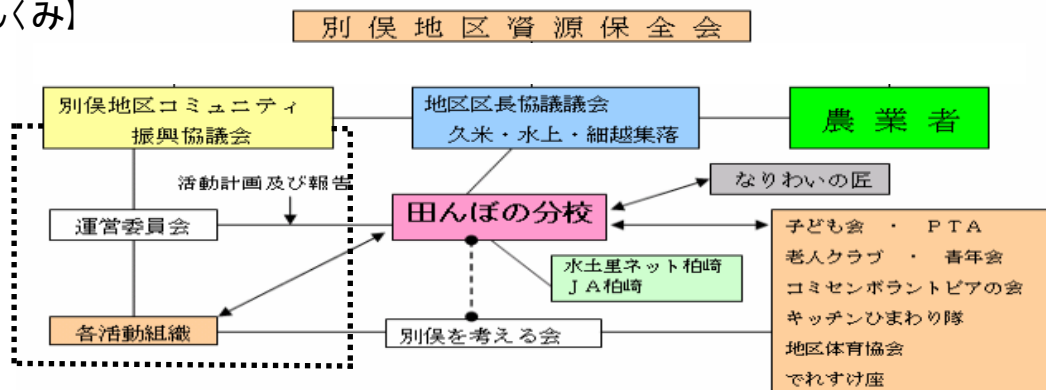 くみ】
別俣地区資源保全会
別俣地区コミュニティ
振興協議会
地区区長協議議会
久米・水上・細越集落
農業者
活動計画及び報告
なりわいの匠
運営委員会
田んぼの分校
子ども会 ・ PTA
老人クラブ ・ 青年会
コミセンボラントピアの会
キッチンひまわり隊
地区体育協会
でれすけ座
水土里ネット柏崎
JA柏崎
各活動組織
別俣を考える会